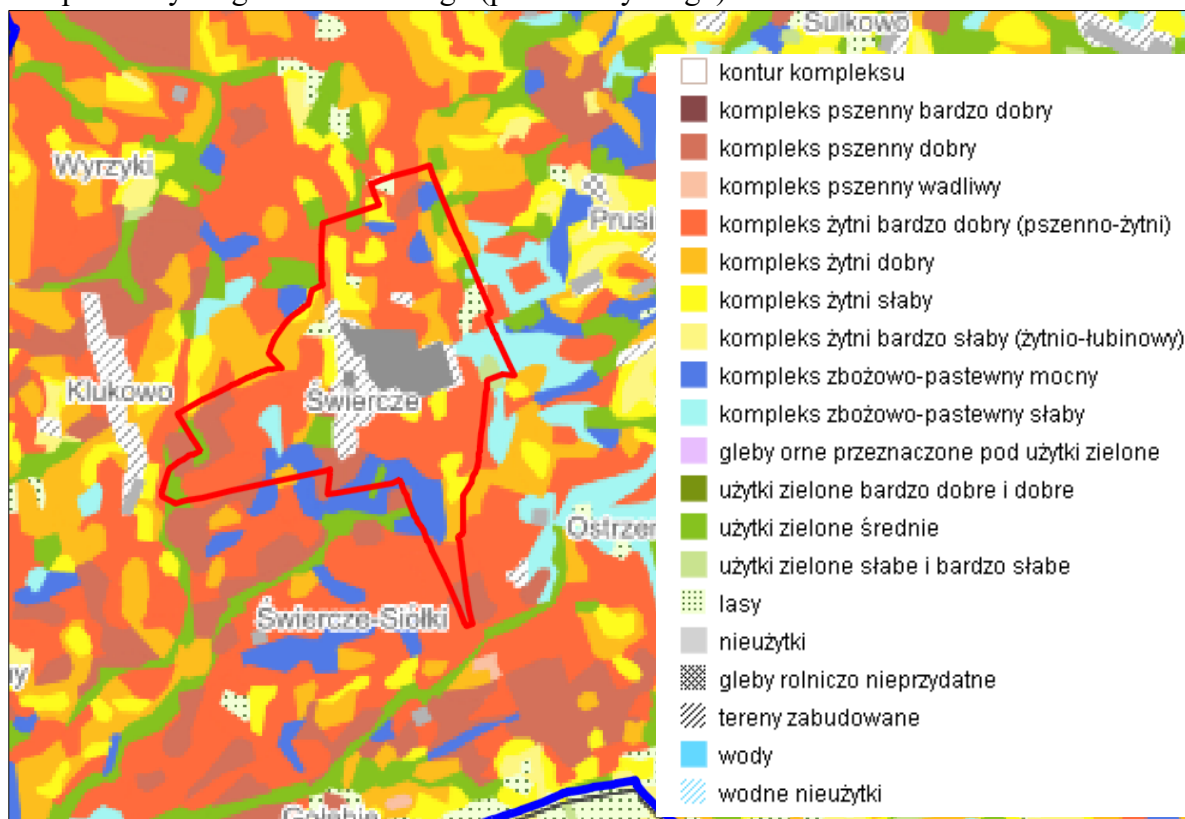 Sulkowo
Wyrzyki
Prusi
Klukowo
Świercze
Ostrzer
Świercze-Siółki
ny
Gołębie
kontur kompleksu
kompleks pszenny bardzo dobry
kompleks pszenny dobry
kompleks pszenny wadliwy
kompleks żytni bardzo dobry (pszenno-żytni)
kompleks żytni dobry
kompleks żytni słaby
kompleks żytni bardzo słaby (żytnio-łubinowy)
kompleks zbożowo-pastewny mocny
kompleks zbożowo-pastewny słaby
gleby orne przeznaczone pod użytki zielone
użytki zielone bardzo dobre i dobre
użytki zielone średnie
użytki zielone słabe i bardzo słabe
lasy
nieużytki
gleby rolniczo nieprzydatne
tereny zabudowane
wody
wodne nieużytki